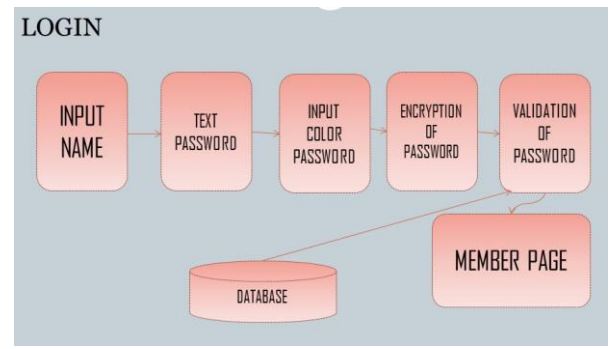 LOGIN
INPUT
NAME
TEXT
PASSWORD
INPUT
COLOR
PASSWORD
ENCRYPTION
OF
PASSWORD
VALIDATION
OF
PASSWORD
MEMBER PAGE
DATABASE